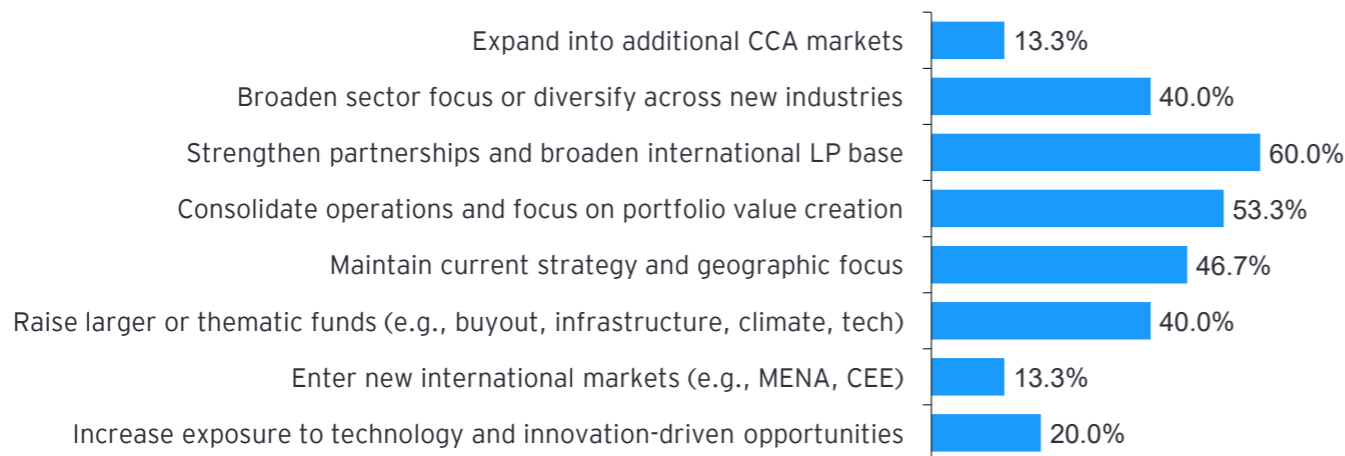 Expand into additional CCA markets 13.3%
Broaden sector focus or diversify across new industries 40.0%
Strengthen partnerships and broaden international LP base 60.0%
Consolidate operations and focus on portfolio value creation 53.3%
Maintain current strategy and geographic focus 46.7%
Raise larger or thematic funds (e.g., buyout, infrastructure, climate, tech) 40.0%
Enter new international markets (e.g., MENA, CEE) 13.3%
Increase exposure to technology and innovation-driven opportunities 20.0%